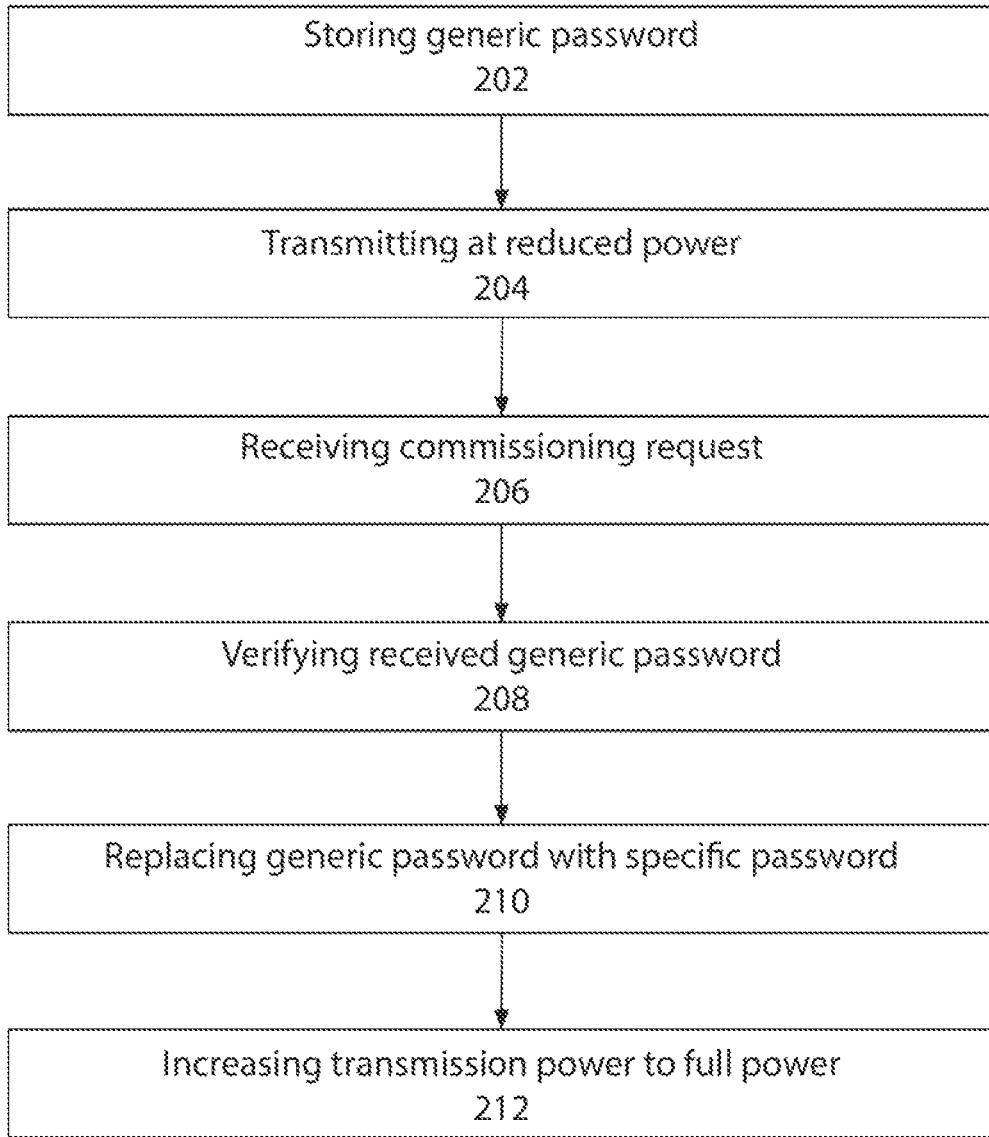 Storing generic password
202
Transmitting at reduced power
204
Receiving commissioning request
206
Verifying received generic password
208
Replacing generic password with specific password
210
Increasing transmission power to full power
212